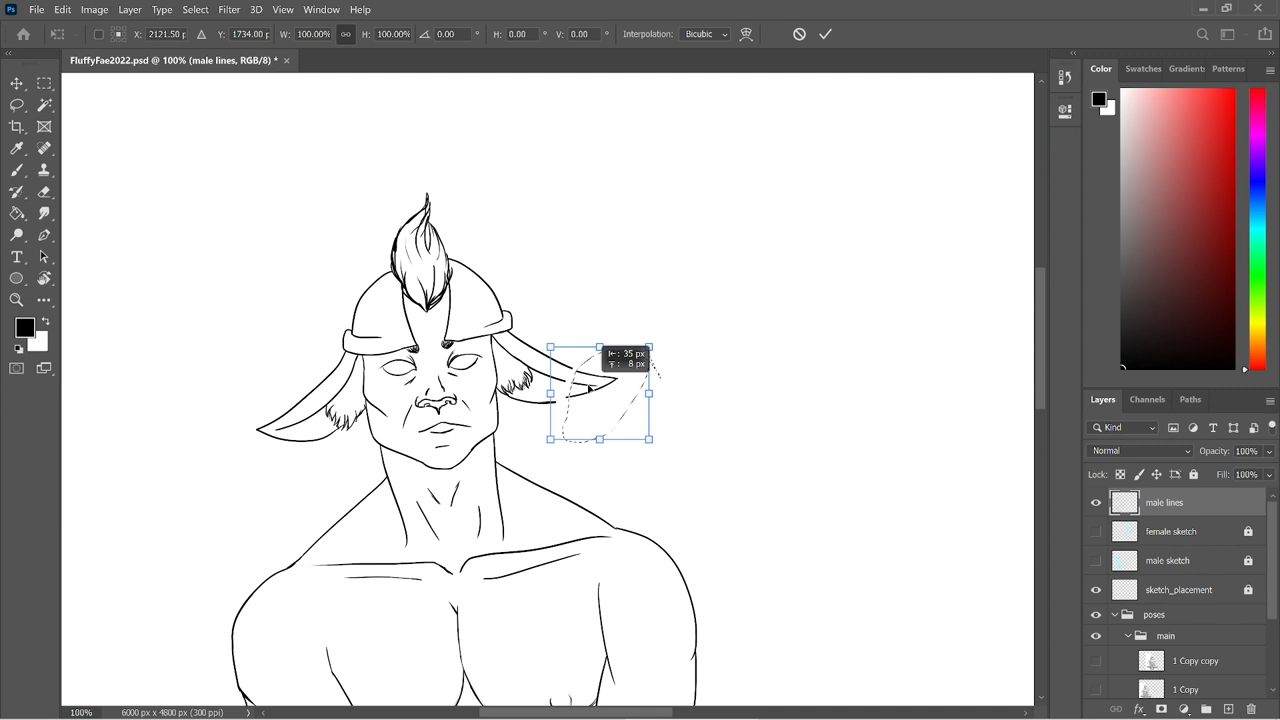 Ps File Edit Image Layer Type Select Filter 3D View Window Help
X: 2121.50 p Y: 1734.00 p W: 100.00% H: 100.00% 0.00 ° H: 0.00 ° V: 0.00 ° Interpolation: Bicubic
FluffyFae2022.psd @ 100% (male lines, RGB/8) * ×
Color Swatches Gradients Patterns
: 35 px
: 8 px
Layers Channels Paths
Kind
Normal Opacity: 100%
Lock: Fill: 100%
male lines
female sketch
male sketch
sketch_placement
poses
main
1 Copy copy
1 Copy
100% 6000 px x 4800 px (300 ppi)
fx